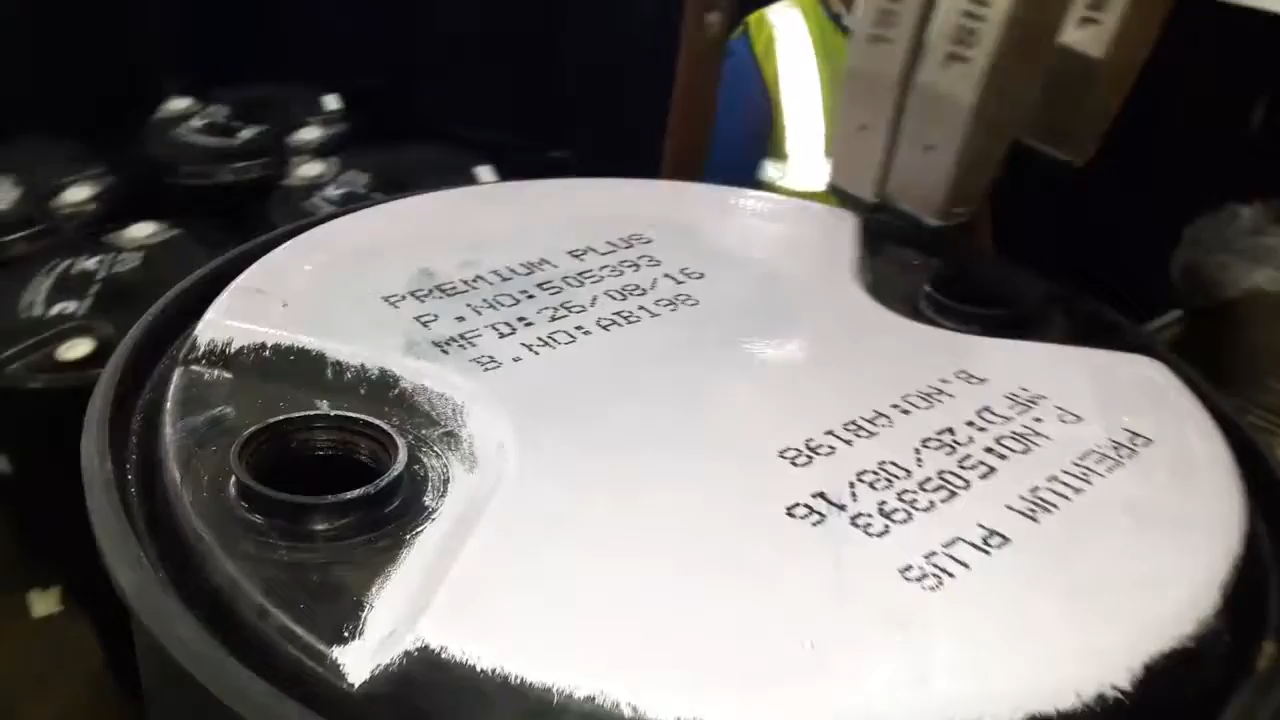 PREMIUM PLUS
P.NO:505393
MFD:26/08/16
B.NO:AB198
PREMIUM PLUS
P.NO:505393
MFD:26/08/16
B.NO:AB198